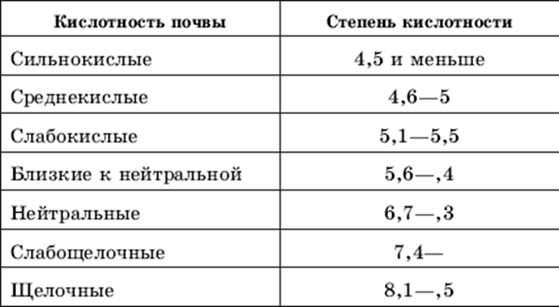 Кислотность почвы Степень кислотности
Сильнокислые 4,5 и меньше
Среднекислые 4,6—5
Слабокислые 5,1—5,5
Близкие к нейтральной 5,6—,4
Нейтральные 6,7—,3
Слабощелочные 7,4—
Щелочные 8,1—,5